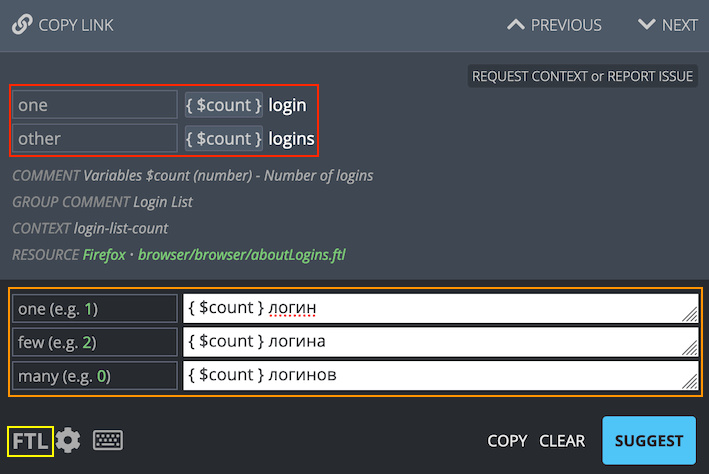 COPY LINK PREVIOUS NEXT
REQUEST CONTEXT or REPORT ISSUE
one { $count } login
other { $count } logins
COMMENT Variables $count (number) - Number of logins
GROUP COMMENT Login List
CONTEXT login-list-count
RESOURCE Firefox • browser/browser/aboutLogins.ftl
one (e.g. 1) { $count } логин
few (e.g. 2) { $count } логина
many (e.g. 0) { $count } логинов
FTL COPY CLEAR SUGGEST